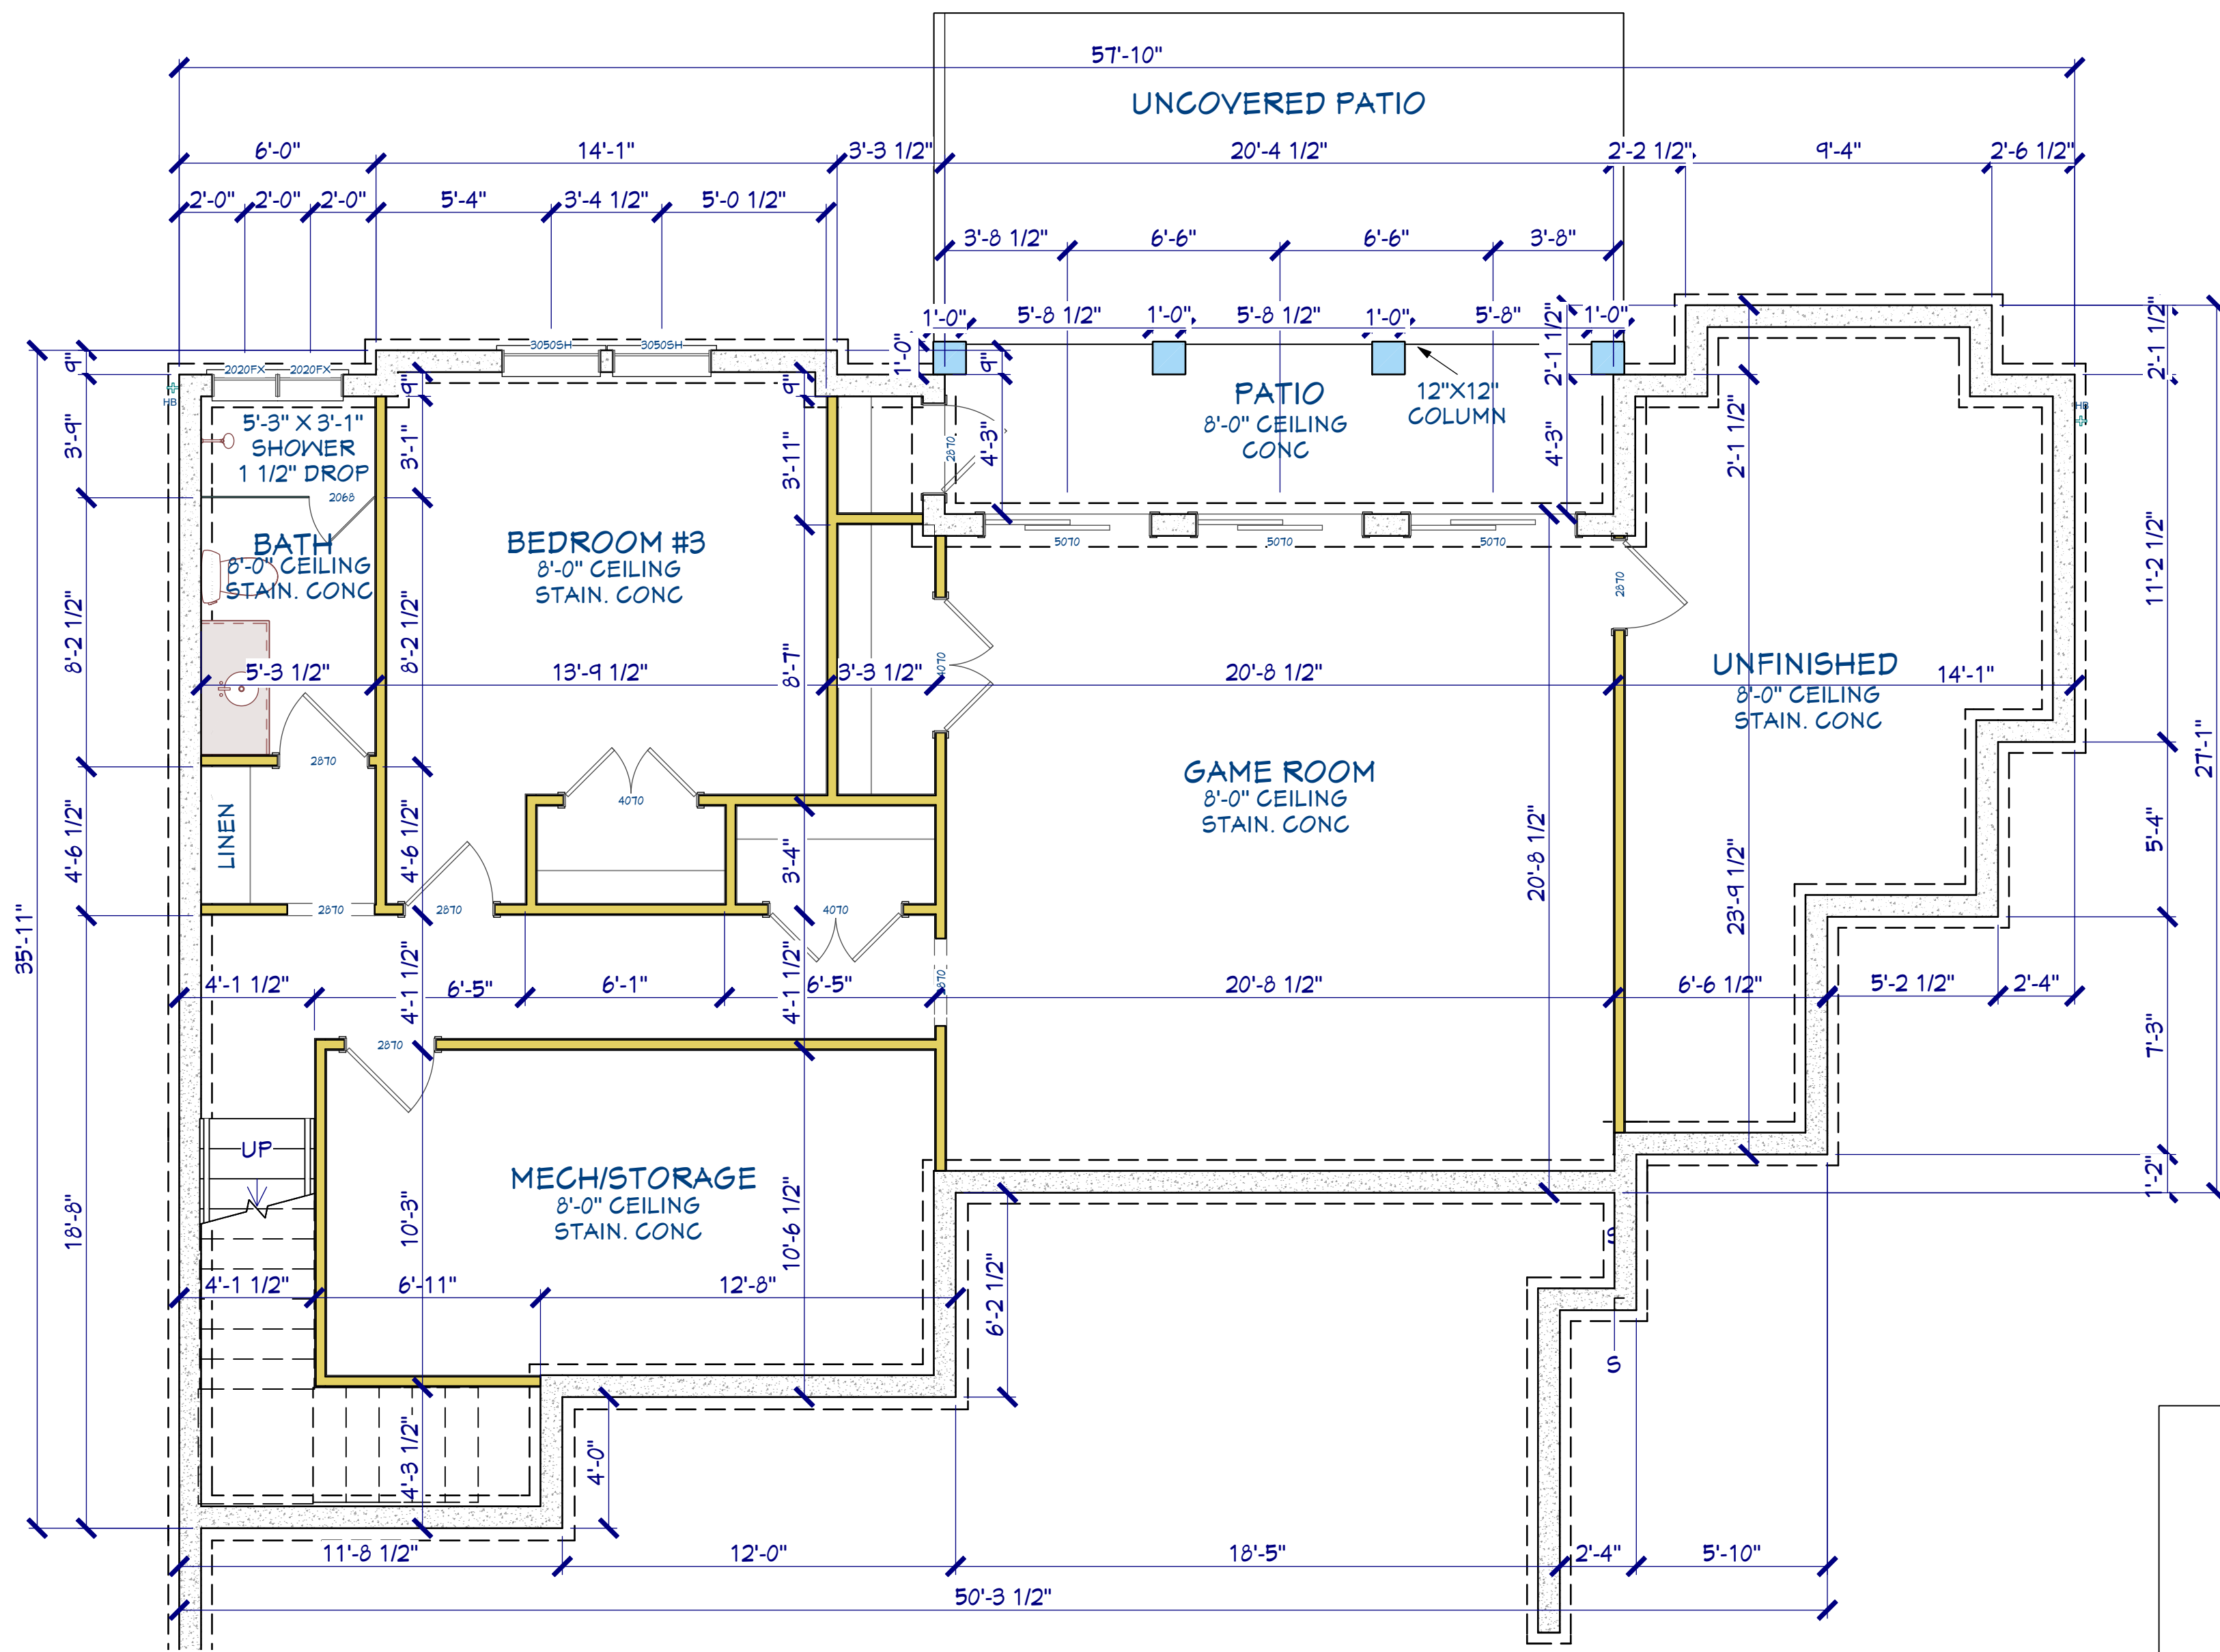 57'-10"
UNCOVERED PATIO
6'-0"
14'-1"
3'-3 1/2"
20'-4 1/2"
2'-2 1/2"
9'-4"
2'-6 1/2"
2'-0"
2'-0"
2'-0"
5'-4"
3'-4 1/2"
5'-0 1/2"
3'-8 1/2"
6'-6"
6'-6"
3'-8"
1'-0"
5'-8 1/2"
1'-0"
5'-8 1/2"
1'-0"
5'-8"
1'-0"
2'-1 1/2"
2'-1 1/2"
9"
3050SH
3050SH
1'-0"
9"
2020FX
2020FX
9"
9"
HB
HB
PATIO
8'-0" CEILING
CONC
12"X12"
COLUMN
5'-3" X 3'-1"
SHOWER
1 1/2" DROP
2068
3'-9"
3'-1"
3'-11"
2870
4'-3"
4'-3"
2'-1 1/2"
BATH
8'-0" CEILING
STAIN. CONC
BEDROOM #3
8'-0" CEILING
STAIN. CONC
5070
5070
5070
2870
11'-2 1/2"
8'-2 1/2"
8'-2 1/2"
8'-7"
4070
5'-3 1/2"
13'-9 1/2"
3'-3 1/2"
20'-8 1/2"
14'-1"
UNFINISHED
8'-0" CEILING
STAIN. CONC
27'-1"
2870
GAME ROOM
8'-0" CEILING
STAIN. CONC
4070
LINEN
4'-6 1/2"
4'-6 1/2"
3'-4"
20'-8 1/2"
23'-9 1/2"
5'-4"
2870
2870
4070
35'-11"
4'-1 1/2"
4'-1 1/2"
6'-5"
6'-1"
4'-1 1/2"
6'-5"
2870
20'-8 1/2"
6'-6 1/2"
5'-2 1/2"
2'-4"
7'-3"
2870
UP
MECH/STORAGE
8'-0" CEILING
STAIN. CONC
1'-2"
18'-8"
10'-3"
10'-6 1/2"
S
4'-1 1/2"
6'-11"
12'-8"
6'-2 1/2"
S
4'-3 1/2"
4'-0"
11'-8 1/2"
12'-0"
18'-5"
2'-4"
5'-10"
50'-3 1/2"